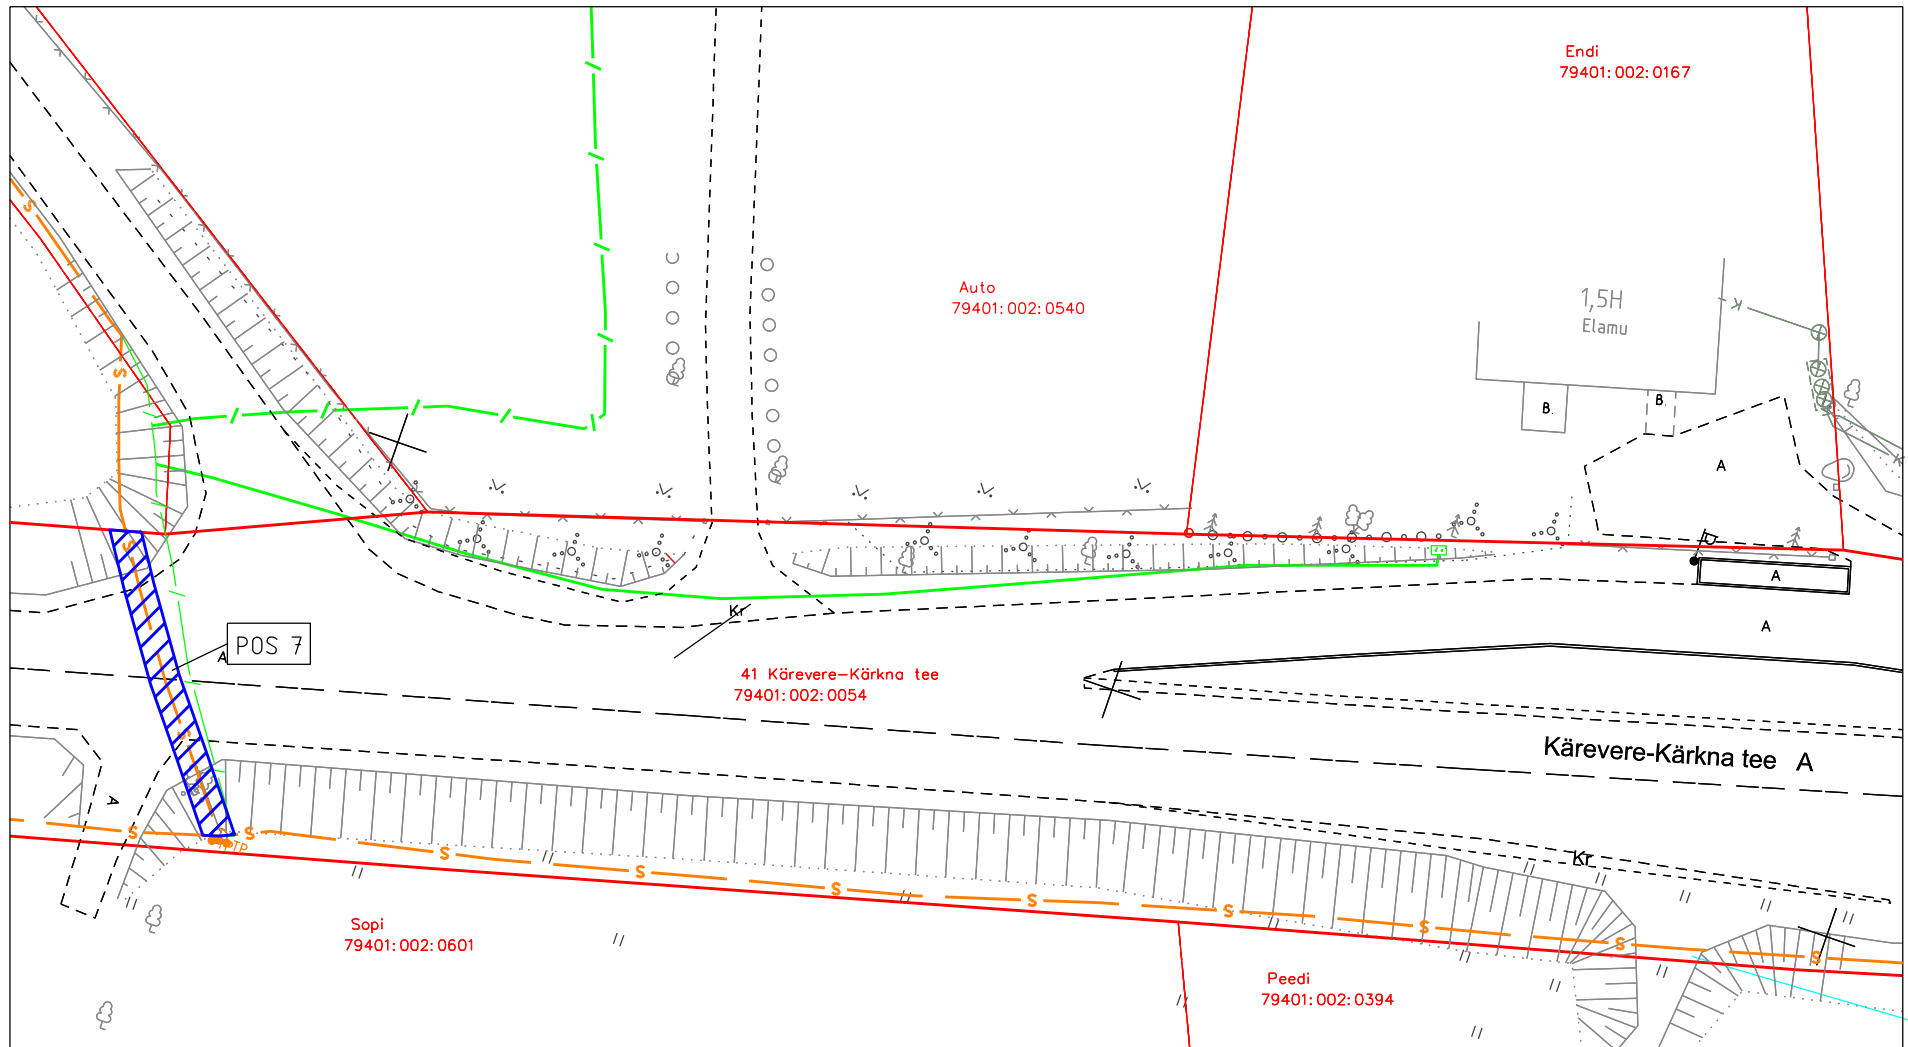 Endi
79401:002:0167
Auto
79401:002:0540
1,5H
Elamu
B.
B.
A
A
A
Kr
POS 7
A
41 Kärevere-Kärkna tee
79401:002:0054
Kärevere-Kärkna tee A
A
Kr
S
S
S
S
S
S
S
S
S
S
S
S
S
Sopi
79401:002:0601
Peedi
79401:002:0394